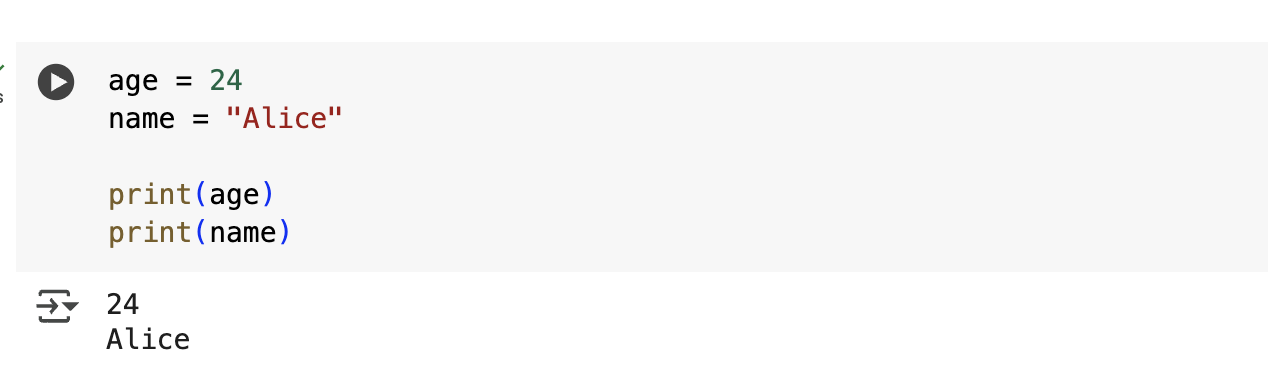 age = 24
name = "Alice"
print(age)
print(name)
24
Alice